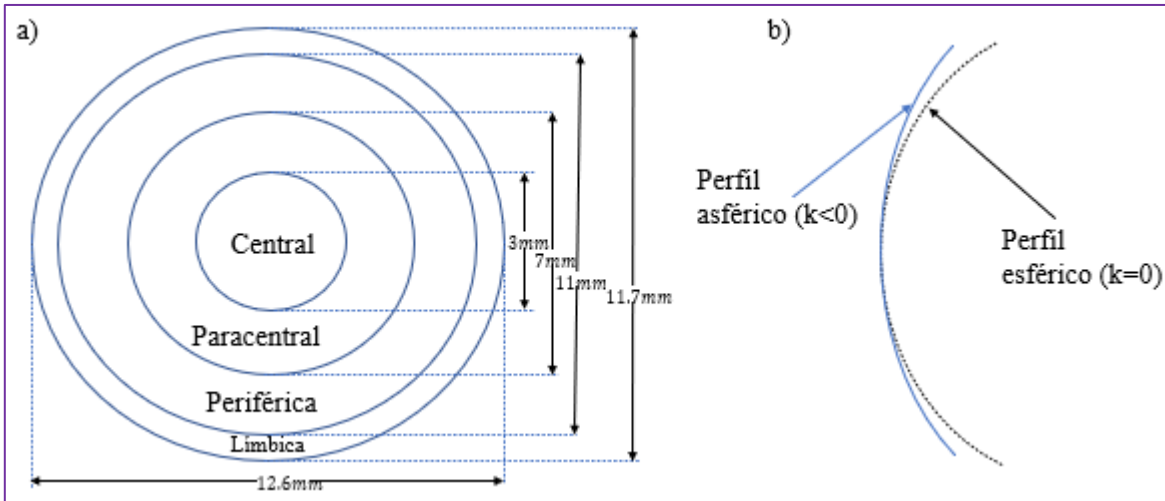 a)
Central
Paracentral
Periférica
Límbica
3mm
7mm
11mm
11.7mm
12.6mm
b)
Perfil
asférico (k<0)
Perfil
esférico (k=0)